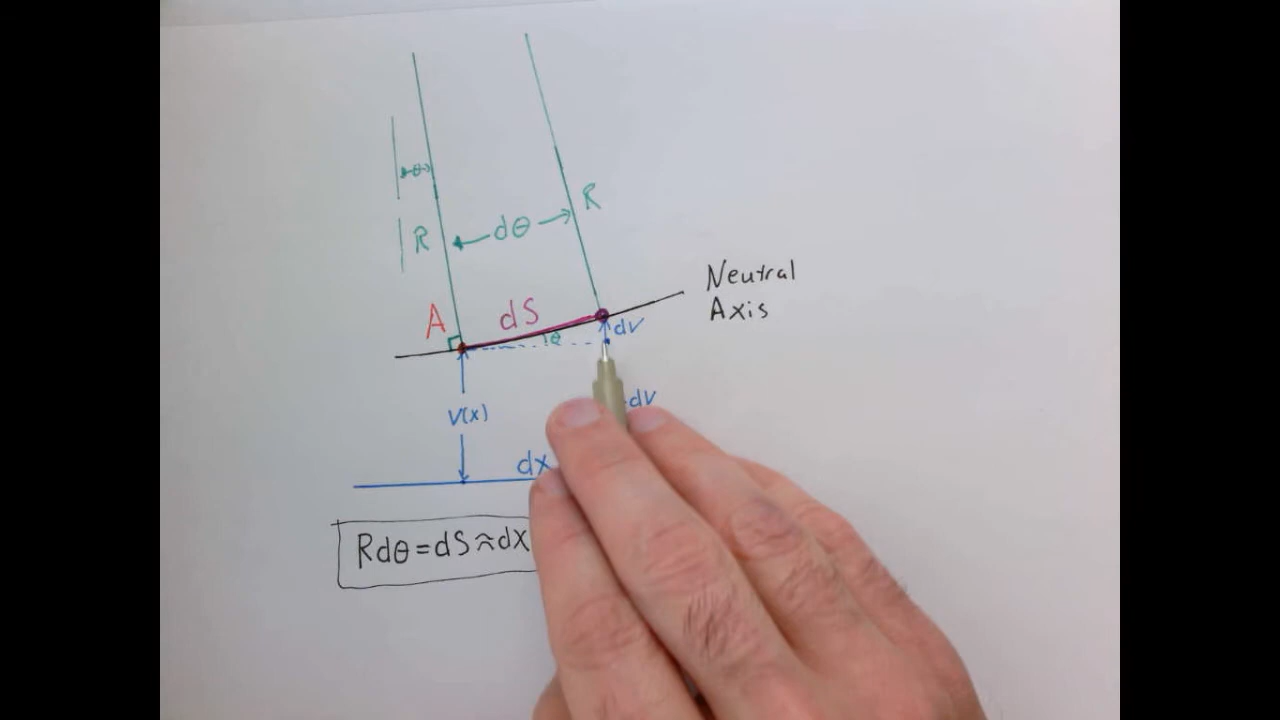 θ
R
R
dθ
Neutral
Axis
A
dS
dV
θ
V(x)
dV
dx
Rdθ=dS≈dx